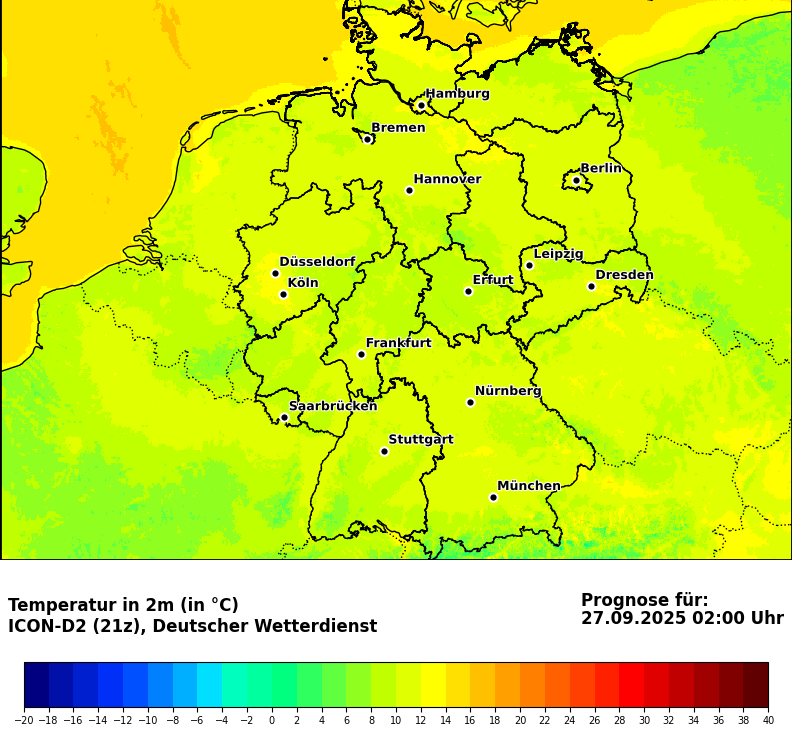 Hamburg
Bremen
Berlin
Hannover
Leipzig
Düsseldorf
Dresden
Köln
Erfurt
Frankfurt
Nürnberg
Saarbrücken
Stuttgart
München
Temperatur in 2m (in °C)
ICON-D2 (21z), Deutscher Wetterdienst
Prognose für:
27.09.2025 02:00 Uhr
−20 −18 −16 −14 −12 −10 −8 −6 −4 −2 0 2 4 6 8 10 12 14 16 18 20 22 24 26 28 30 32 34 36 38 40